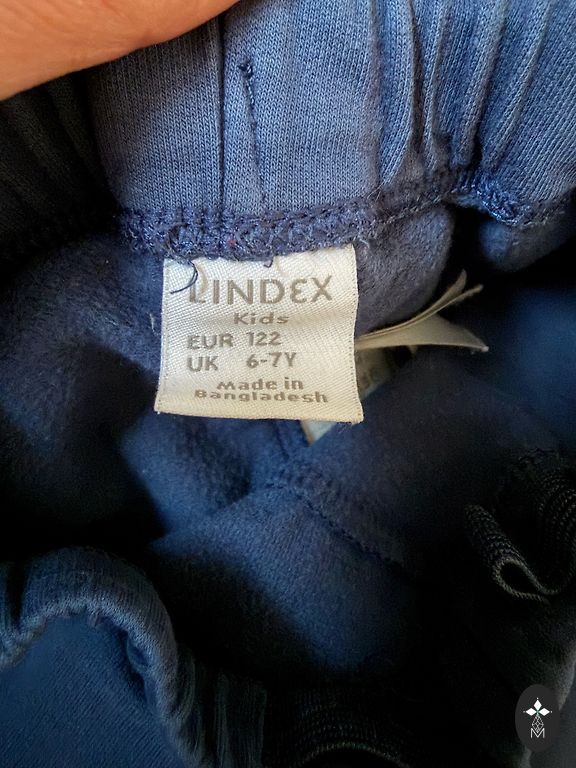 LINDEX
Kids
EUR 122
UK 6-7Y
Made in
Bangladesh
M